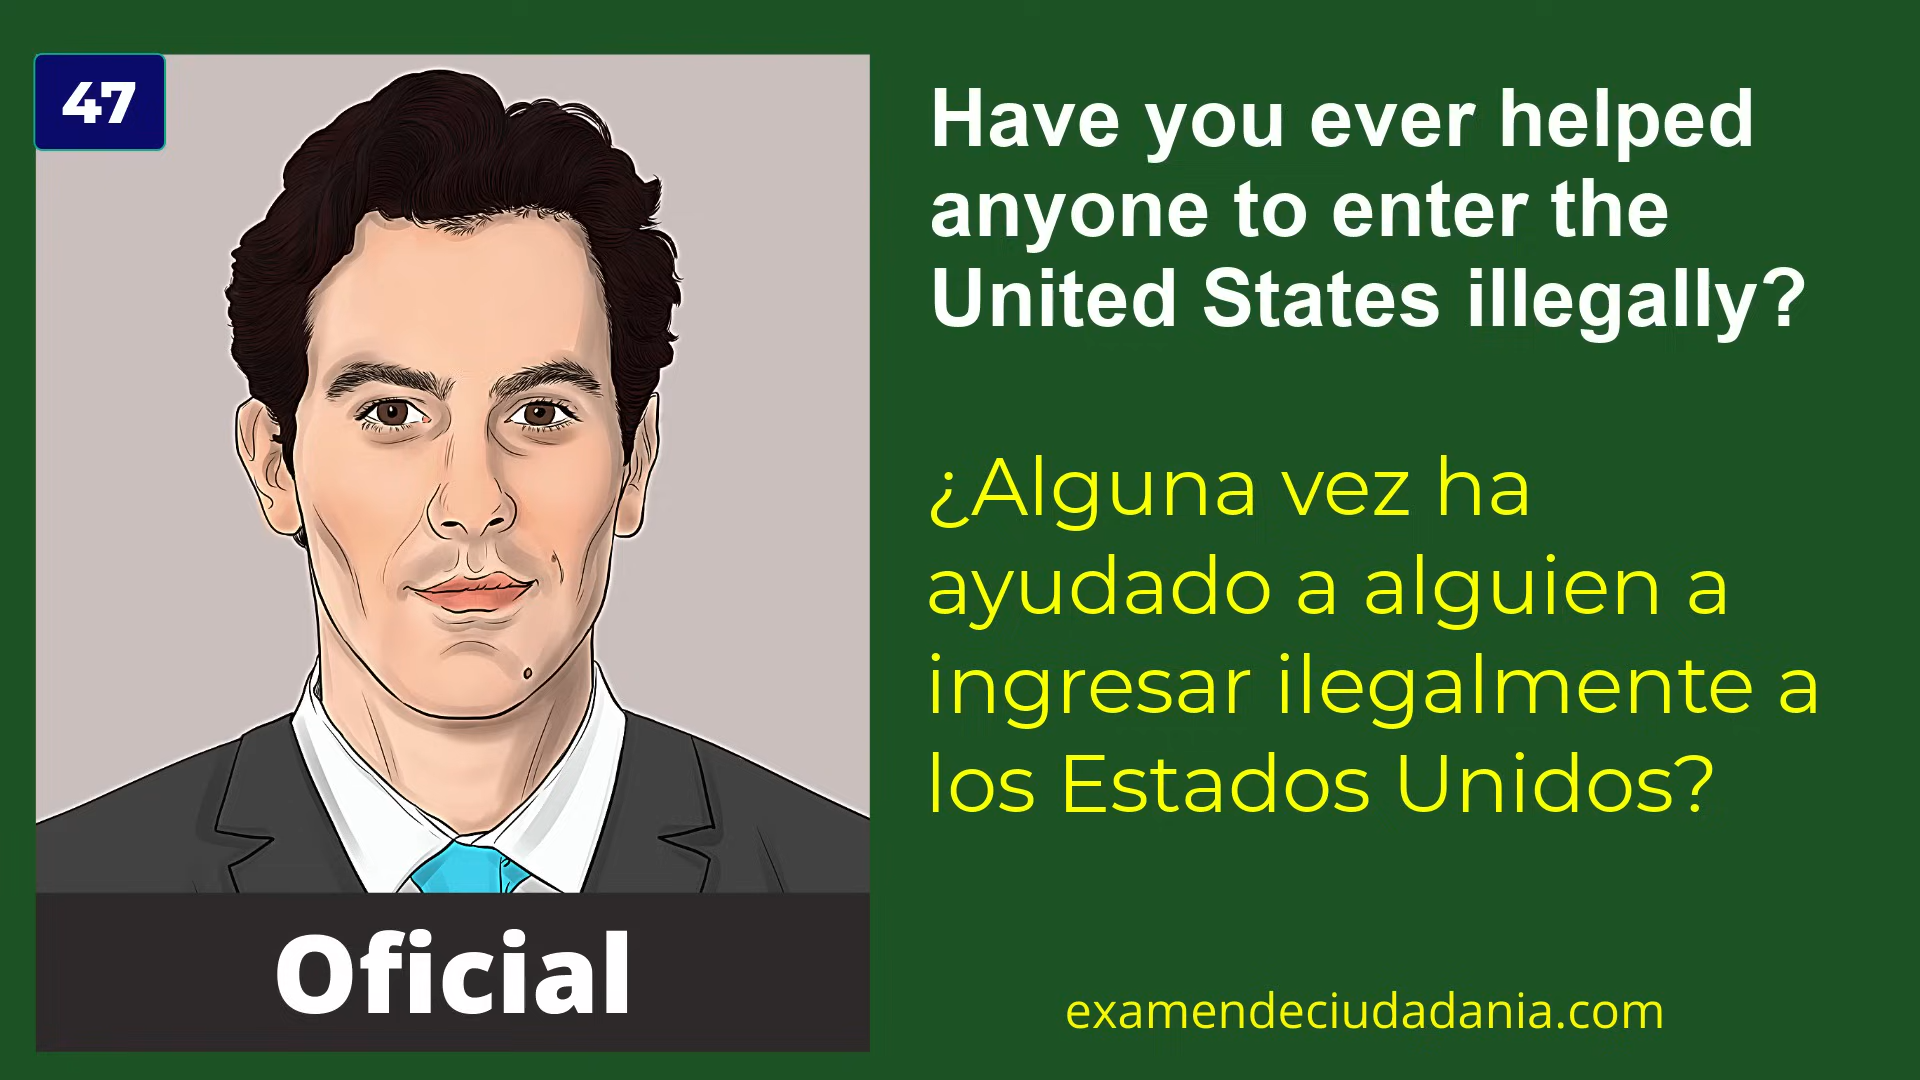 47
Have you ever helped
anyone to enter the
United States illegally?
¿Alguna vez ha
ayudado a alguien a
ingresar ilegalmente a
los Estados Unidos?
Oficial
examendeciudadania.com